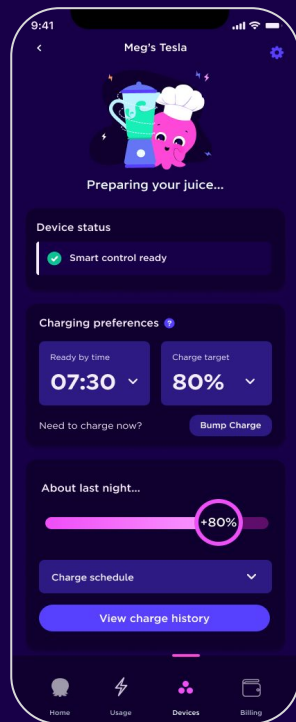 9:41
Meg's Tesla
Preparing your juice...
Device status
Smart control ready
Charging preferences ?
Ready by time
07:30
Charge target
80%
Need to charge now?
Bump Charge
About last night...
+80%
Charge schedule
View charge history
Home
Usage
Devices
Billing